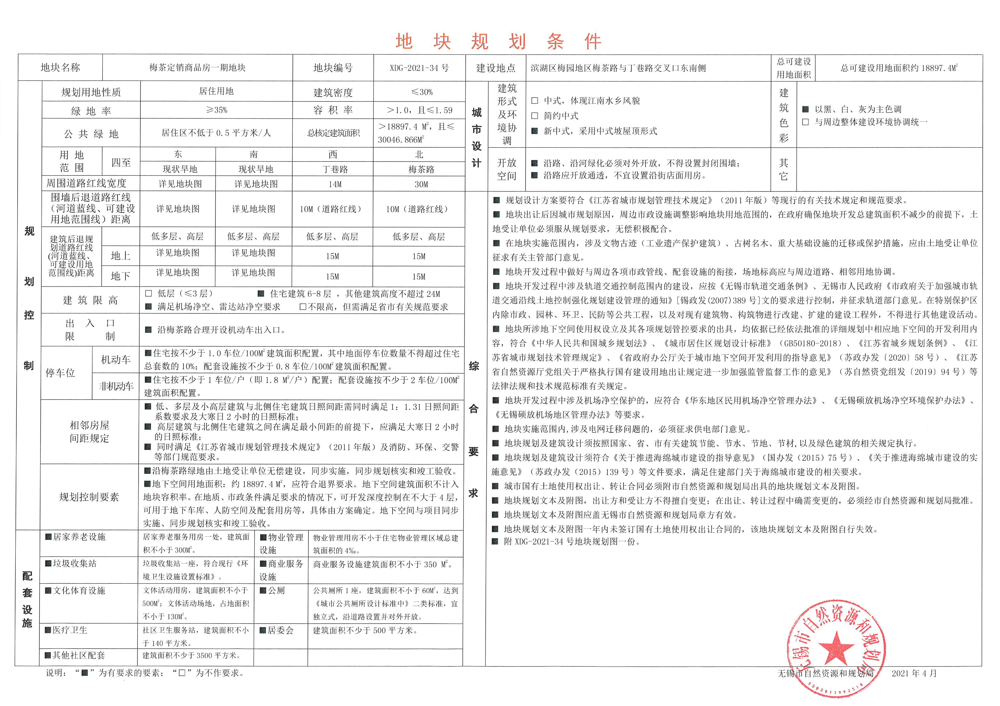 地块规划条件
地块名称
梅茶定销商品房一期地块
地块编号
XDG-2021-34 号
建设地点
滨湖区梅园地区梅茶路与丁巷路交叉口东南侧
总可建设
用地面积
总可建设用地面积约 18897.4M²
规划控制
规划用地性质
居住用地
建筑密度
≤30%
绿地率
≥35%
容积率
>1.0，且≤1.59
公共绿地
居住区不低于 0.5 平方米/人
总核定建筑面积
>18897.4 M²，且≤
30046.866M²
用地
范围
四至
东
南
西
北
现状旱地
现状旱地
丁巷路
梅茶路
周围道路红线宽度
详见地块图
详见地块图
14M
30M
围墙后退道路红线
（河道蓝线、可建设
用地范围线）距离
详见地块图
详见地块图
10M（道路红线）
10M（道路红线）
建筑后退规
划道路红线
(河道蓝线、
可建设用地
范围线)距离
低多层、高层
低多层、高层
低多层、高层
低多层、高层
地上
详见地块图
详见地块图
15M
15M
地下
详见地块图
详见地块图
15M
15M
建筑限高
□ 低层（≤3 层） ■ 住宅建筑 6-8 层 ，其他建筑高度不超过 24M
■ 满足机场净空、雷达站净空要求 □不限高，但需满足省市有关规范要求
出入口
限制
■ 沿梅茶路合理开设机动车出入口。
停车位
机动车
■住宅按不少于 1.0 车位/100M²建筑面积配置，其中地面停车位数量不得超过住宅
总套数的 10%；配套设施按不少于 0.8 车位/100M²建筑面积配置。
非机动车
■住宅按不少于 1 车位/户（即 1.8 M²/户）配置；配套设施按不少于 2 车位/100M²
建筑面积配置。
相邻房屋
间距规定
■ 低、多层及小高层建筑与北侧住宅建筑日照间距需同时满足 1：1.31 日照间距
系数要求及大寒日 2 小时的日照标准；
■ 高层建筑与北侧住宅建筑之间在满足最小间距的前提下，应满足大寒日 2 小时
的日照标准；
■ 同时满足《江苏省城市规划管理技术规定》（2011 年版）及消防、环保、交警
等部门规范要求。
规划控制要素
■沿梅茶路绿地由土地受让单位无偿建设，同步实施，同步规划核实和竣工验收。
■地下空间用地面积：约 18897.4 M²，应符合退界要求。地下空间建筑面积不计入
地块容积率。在地质、市政条件满足要求的情况下，可开发深度控制在不大于 4 层，
可用于地下车库、人防空间及配套用房等，具体由方案确定。地下空间与项目同步
实施、同步规划核实和竣工验收。
配套设施
■居家养老设施
居家养老服务用房一处，建筑面
积不小于 300M²。
■物业管理
设施
物业管理用房不小于住宅物业管理区域总建
筑面积的 4‰。
■垃圾收集站
垃圾收集站一座，符合现行《环
境卫生设施设置标准》。
■商业服务
设施
商业服务设施建筑面积不小于 350 M²。
■文化体育设施
文体活动用房，建筑面积不小于
500M²；文体活动场地，占地面积
不小于 130M²。
■公厕
公共厕所 1 座，建筑面积不小于 60M²，达到
《城市公共厕所设计标准中》二类标准，宜
独立式，沿道路设置并对外开放。
■医疗卫生
社区卫生服务站，建筑面积不小
于 140 平方米。
■居委会
建筑面积不少于 500 平方米。
■其他社区配套
建筑面积不少于 3500 平方米。
城市设计
建筑
形式
及环
境协
调
□ 中式，体现江南水乡风貌
□ 简约中式
■ 新中式，采用中式坡屋顶形式
建筑色彩
■ 以黑、白、灰为主色调
□ 与周边整体建设环境协调统一
开放
空间
■ 沿路、沿河绿化必须对外开放，不得设置封闭围墙；
■ 沿路应开放通透，不宜设置沿街店面用房。
其它
综合要求
■ 规划设计方案要符合《江苏省城市规划管理技术规定》（2011 年版）等现行的有关技术规定和规范要求。
■ 地块出让后因城市规划原因，周边市政设施调整影响地块用地范围的，在政府确保地块开发总建筑面积不减少的前提下，土
地受让单位必须服从规划要求，无偿积极配合。
■ 在地块实施范围内，涉及文物古迹（工业遗产保护建筑）、古树名木、重大基础设施的迁移或保护措施，应由土地受让单位
征求有关主管部门意见。
■ 地块开发过程中做好与周边各项市政管线、配套设施的衔接，场地标高应与周边道路、相邻用地协调。
■ 地块开发过程中涉及轨道交通控制范围内的建设，应按《无锡市轨道交通条例》、无锡市人民政府《市政府关于加强城市轨
道交通沿线土地控制强化规划建设管理的通知》[锡政发(2007)389 号]文的要求进行控制，并征求轨道部门意见。在特别保护区
内除市政、园林、环卫、民防等公共工程，以及对现有建筑物、构筑物进行改建、扩建的建设工程外，不得进行其他建设活动。
■ 地块所涉地下空间使用权设立及其各项规划管控要求的出具，均依据已经依法批准的详细规划中相应地下空间的开发利用内
容，符合《中华人民共和国城乡规划法》、《城市居住区规划设计标准》（GB50180-2018）、《江苏省城乡规划条例》、《江
苏省城市规划技术管理规定》、《省政府办公厅关于城市地下空间开发利用的指导意见》（苏政办发〔2020〕58 号）、《江苏
省自然资源厅党组关于严格执行国有建设用地出让规定进一步加强监管监督工作的意见》（苏自然资党组发〔2019〕94 号）等
法律法规和技术规范标准有关规定。
■ 地块开发过程中涉及机场净空保护的，应符合《华东地区民用机场净空管理办法》、《无锡硕放机场净空环境保护办法》、
《无锡硕放机场地区管理办法》等要求。
■ 地块实施范围内,涉及电网迁移问题的，必须征求供电部门意见。
■ 地块规划及建筑设计须按照国家、省、市有关建筑节能、节水、节地、节材,以及绿色建筑的相关规定执行。
■ 地块规划及建筑设计须符合《关于推进海绵城市建设的指导意见》（国办发（2015）75 号）、《关于推进海绵城市建设的实
施意见》（苏政办发（2015）139 号）等文件要求，满足住建部门关于海绵城市建设的相关要求。
■ 城市国有土地使用权出让、转让合同必须附市自然资源和规划局出具的地块规划文本及附图。
■ 地块规划文本及附图，出让方和受让方不得擅自变更；在出让、转让过程中确需变更的，必须经市自然资源和规划局批准。
■ 地块规划文本及附图应盖无锡市自然资源和规划局章方有效。
■ 地块规划文本及附图一年内未签订国有土地使用权出让合同的，该地块规划文本及附图自行失效。
■ 附 XDG-2021-34 号地块规划图一份。
说明：“■”为有要求的要素；“□”为不作要求。
无锡市自然资源和规划局 2021 年 4 月
无锡市自然资源和规划局
3202011992510